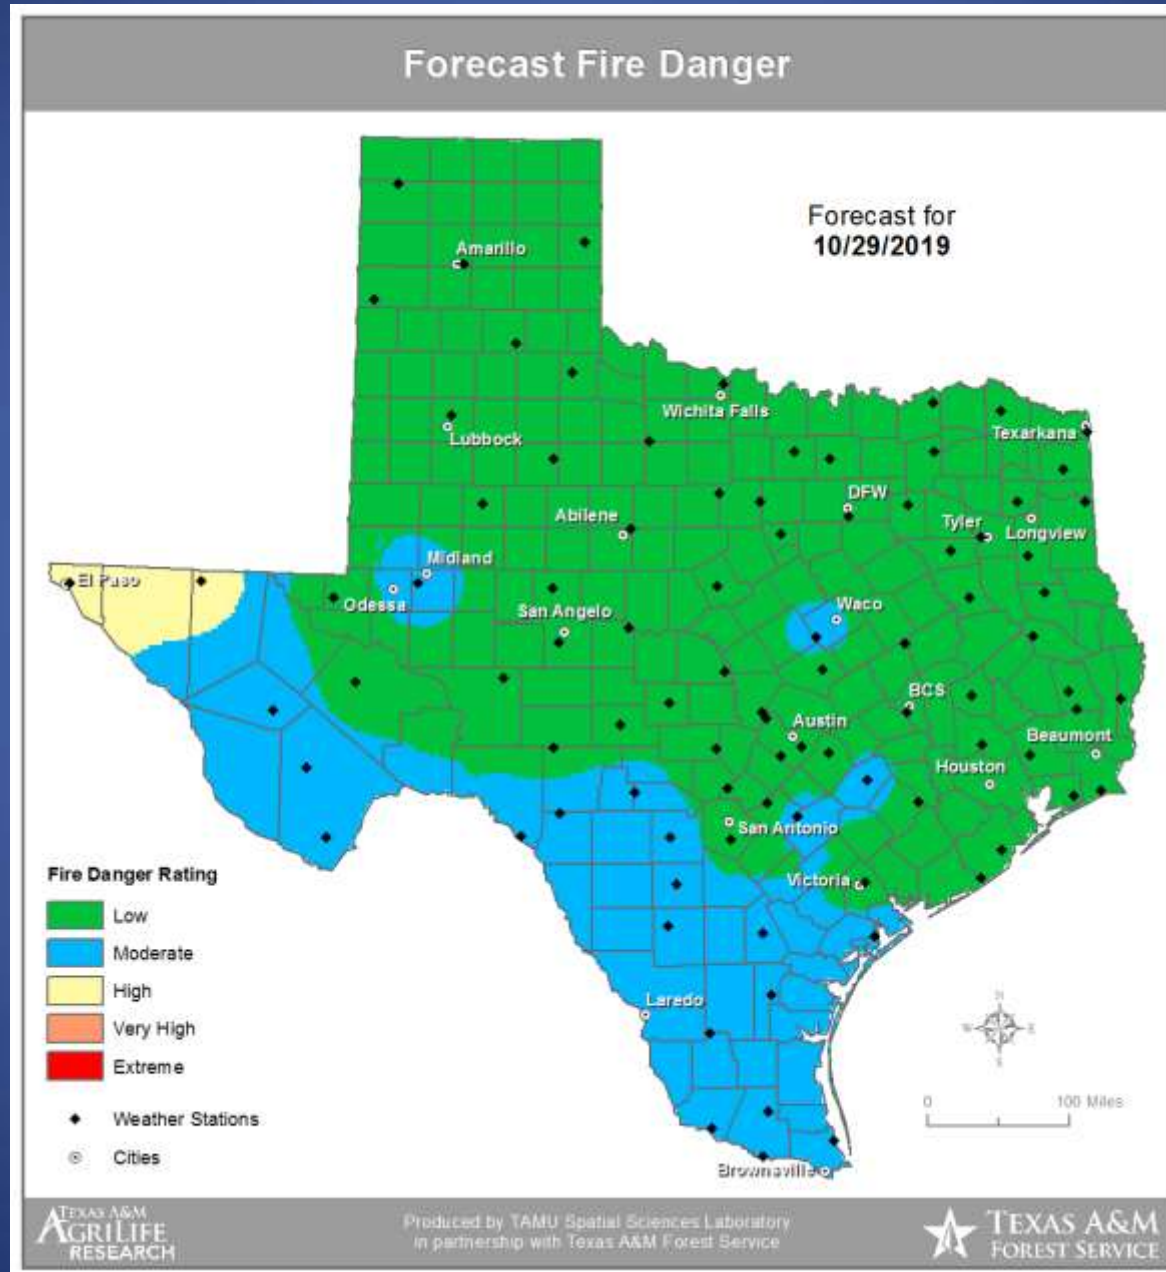 Forecast Fire Danger
Forecast for
10/29/2019
Amarillo
Wichita Falls
Lubbock
Texarkana
DFW
Abilene
Tyler
Longview
Midland
El Paso
Odessa
San Angelo
Waco
BCS
Austin
Beaumont
Houston
San Antonio
Victoria
Laredo
Brownsville
Fire Danger Rating
Low
Moderate
High
Very High
Extreme
Weather Stations
Cities
N
W E
S
0 100 Miles
TEXAS A&M
AGRILIFE
RESEARCH
Produced by TAMU Spatial Sciences Laboratory
in partnership with Texas A&M Forest Service
TEXAS A&M
FOREST SERVICE